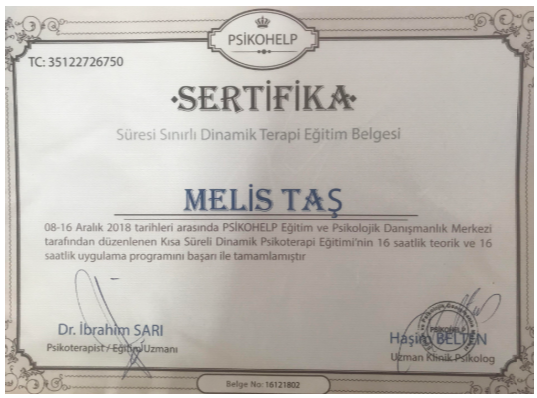 PSİKOHELP
TC: 35122726750
·SERTİFİKA·
Süresi Sınırlı Dinamik Terapi Eğitim Belgesi
MELİS TAŞ
08-16 Aralık 2018 tarihleri arasında PSİKOHELP Eğitim ve Psikolojik Danışmanlık Merkezi
tarafından düzenlenen Kısa Süreli Dinamik Psikoterapi Eğitimi'nin 16 saatlik teorik ve 16
saatlik uygulama programını başarı ile tamamlamıştır
Dr. İbrahim SARI
Psikoterapist / Eğitim Uzmanı
PSİKOHELP
Haşim BELTEN
Uzman Klinik Psikolog
Belge No: 16121802